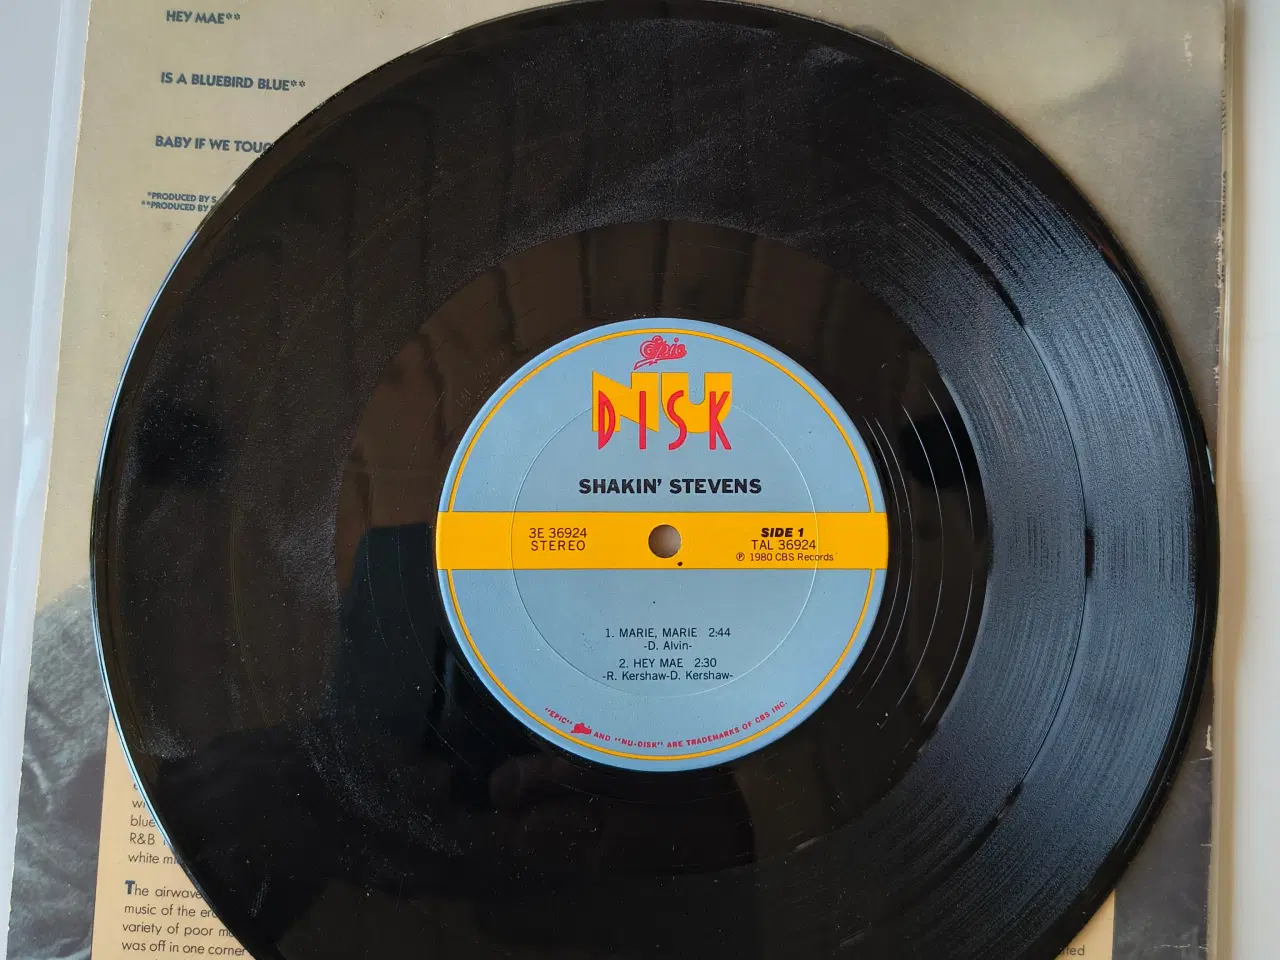 HEY MAE**
IS A BLUEBIRD BLUE**
BABY IF WE TOUC
*PRODUCED BY S
**PRODUCED BY
Epic
NU
DISK
SHAKIN' STEVENS
3E 36924
STEREO
SIDE 1
TAL 36924
℗ 1980 CBS Records
1. MARIE, MARIE 2:44
-D. Alvin-
2. HEY MAE 2:30
-R. Kershaw-D. Kershaw-
"EPIC" AND "NU-DISK" ARE TRADEMARKS OF CBS INC.
blue
R&B
white mi
The airwave
music of the era
variety of poor m
was off in one corner